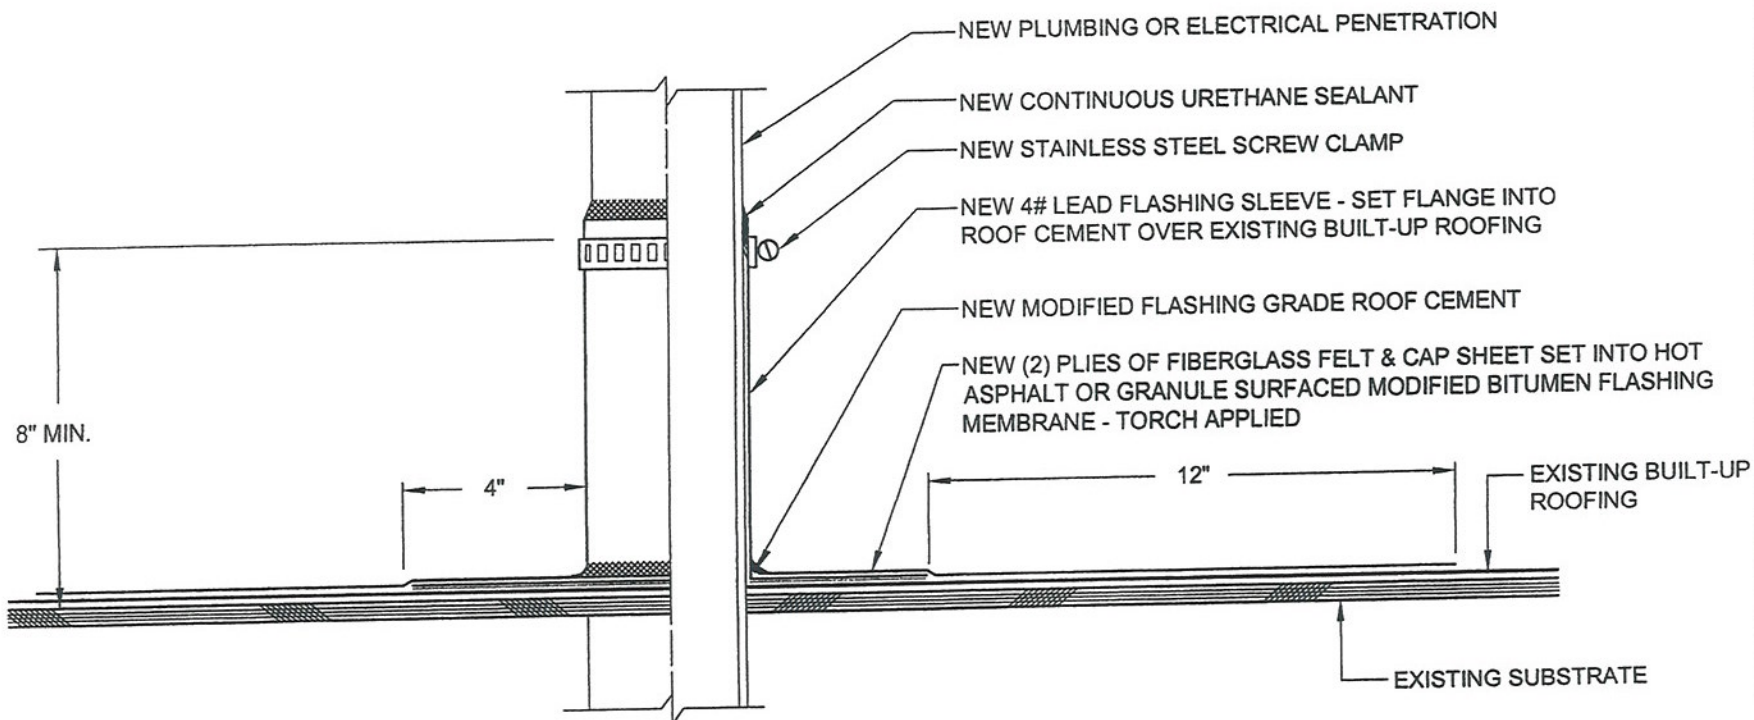 NEW PLUMBING OR ELECTRICAL PENETRATION
NEW CONTINUOUS URETHANE SEALANT
NEW STAINLESS STEEL SCREW CLAMP
NEW 4# LEAD FLASHING SLEEVE - SET FLANGE INTO
ROOF CEMENT OVER EXISTING BUILT-UP ROOFING
NEW MODIFIED FLASHING GRADE ROOF CEMENT
NEW (2) PLIES OF FIBERGLASS FELT & CAP SHEET SET INTO HOT
ASPHALT OR GRANULE SURFACED MODIFIED BITUMEN FLASHING
MEMBRANE - TORCH APPLIED
8" MIN.
4"
12"
EXISTING BUILT-UP
ROOFING
EXISTING SUBSTRATE